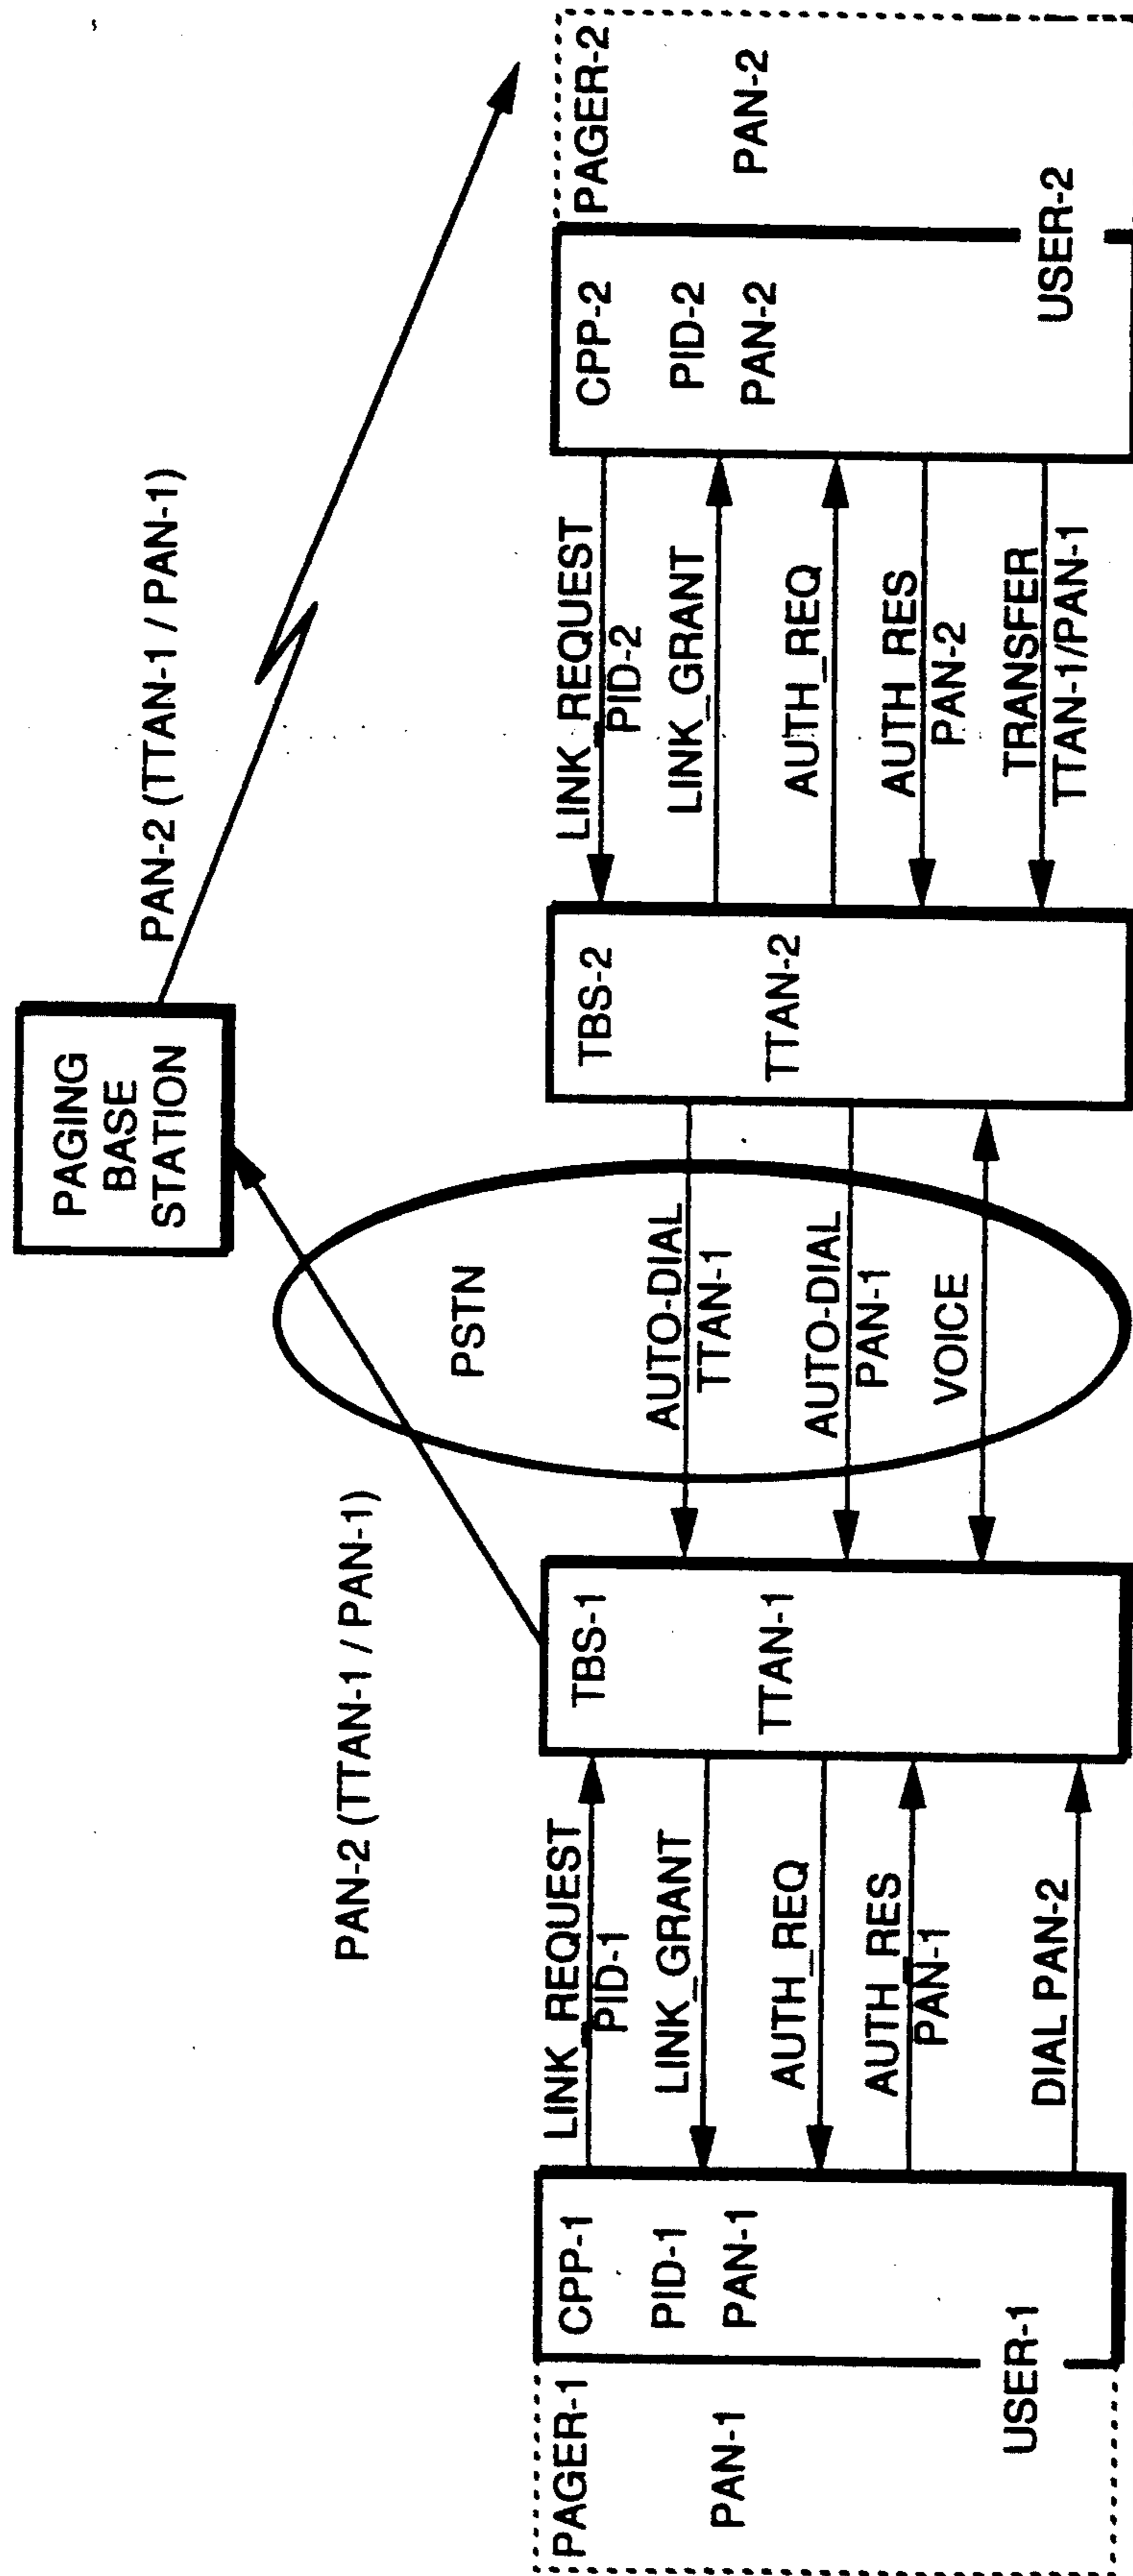 PAGING
BASE
STATION
PAN-2 (TTAN-1 / PAN-1)
PAN-2 (TTAN-1 / PAN-1)
PAGER-1
PAN-1
USER-1
CPP-1
PID-1
PAN-1
LINK_REQUEST
PID-1
LINK_GRANT
AUTH_REQ
AUTH_RES
PAN-1
DIAL PAN-2
TBS-1
TTAN-1
PSTN
AUTO-DIAL
TTAN-1
AUTO-DIAL
PAN-1
VOICE
TBS-2
TTAN-2
LINK_REQUEST
PID-2
LINK_GRANT
AUTH_REQ
AUTH_RES
PAN-2
TRANSFER
TTAN-1/PAN-1
CPP-2
PID-2
PAN-2
USER-2
PAGER-2
PAN-2